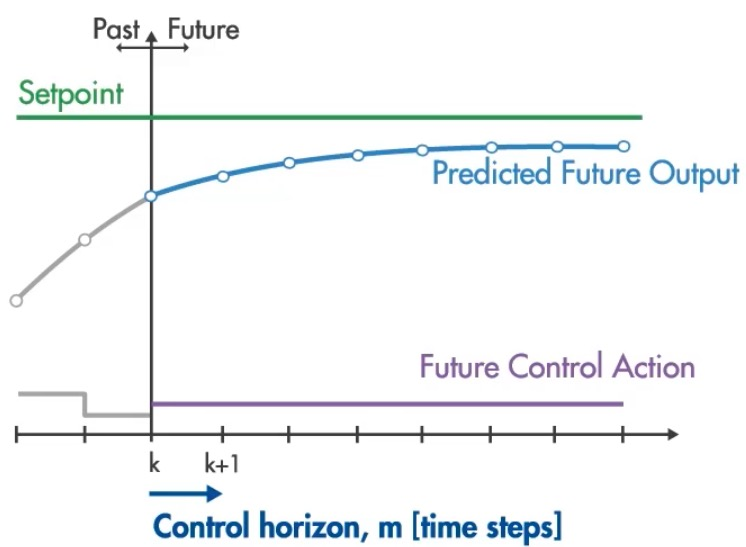 Past Future
Setpoint
Predicted Future Output
Future Control Action
k k+1
Control horizon, m [time steps]